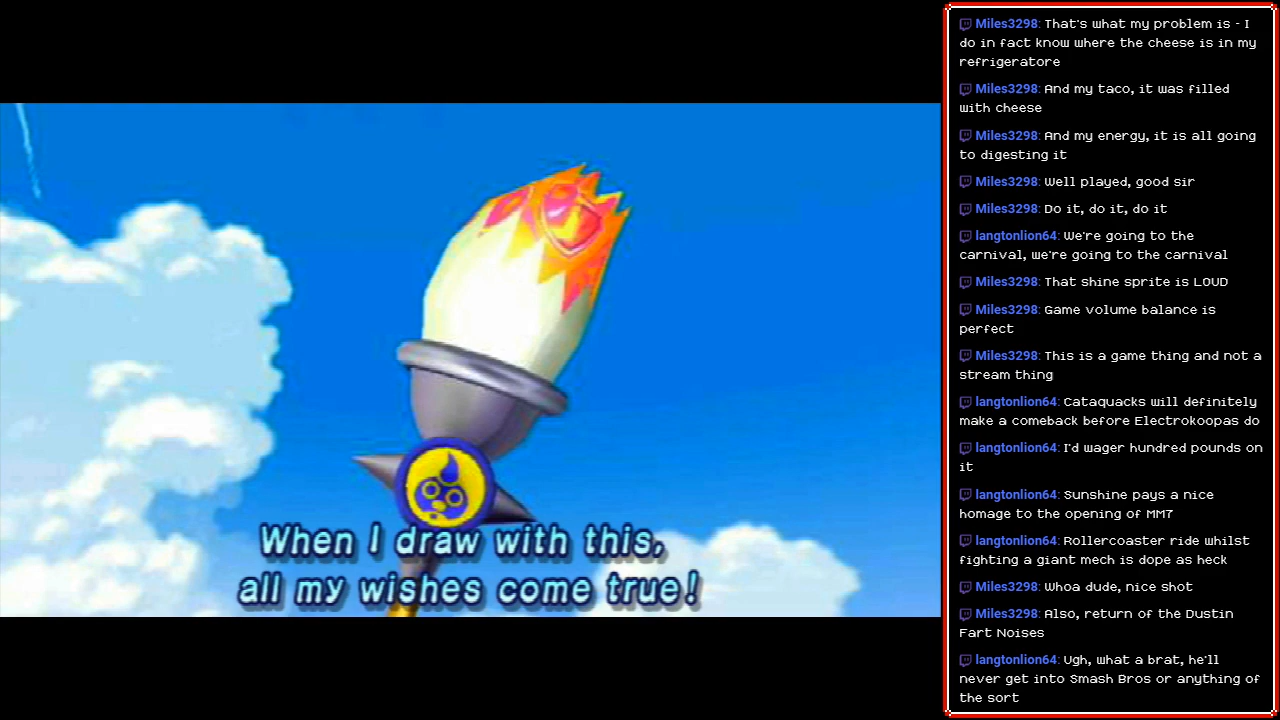 When I draw with this,
all my wishes come true!
Miles3298: That's what my problem is - I
do in fact know where the cheese is in my
refrigeratore
Miles3298: And my taco, it was filled
with cheese
Miles3298: And my energy, it is all going
to digesting it
Miles3298: Well played, good sir
Miles3298: Do it, do it, do it
langtonlion64: We're going to the
carnival, we're going to the carnival
Miles3298: That shine sprite is LOUD
Miles3298: Game volume balance is
perfect
Miles3298: This is a game thing and not a
stream thing
langtonlion64: Cataquacks will definitely
make a comeback before Electrokoopas do
langtonlion64: I'd wager hundred pounds on
it
langtonlion64: Sunshine pays a nice
homage to the opening of MM7
langtonlion64: Rollercoaster ride whilst
fighting a giant mech is dope as heck
Miles3298: Whoa dude, nice shot
Miles3298: Also, return of the Dustin
Fart Noises
langtonlion64: Ugh, what a brat, he'll
never get into Smash Bros or anything of
the sort